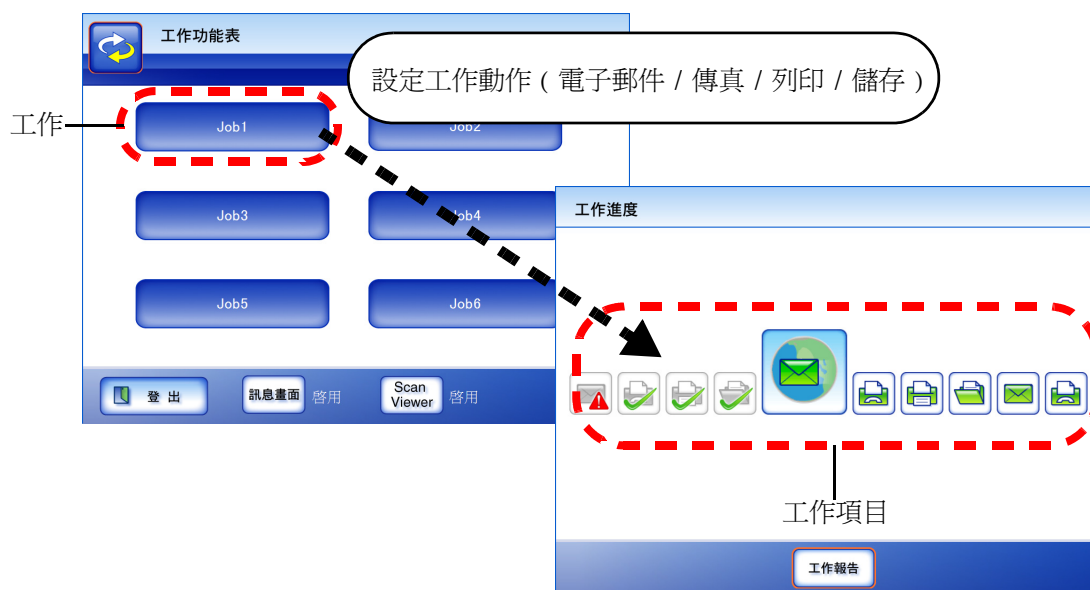 工作功能表
設定工作動作 ( 電子郵件 / 傳真 / 列印 / 儲存 )
工作
Job1
Job2
Job3
Job4
Job5
Job6
登出
訊息畫面
啓用
Scan
Viewer
啓用
工作進度
工作項目
工作報告